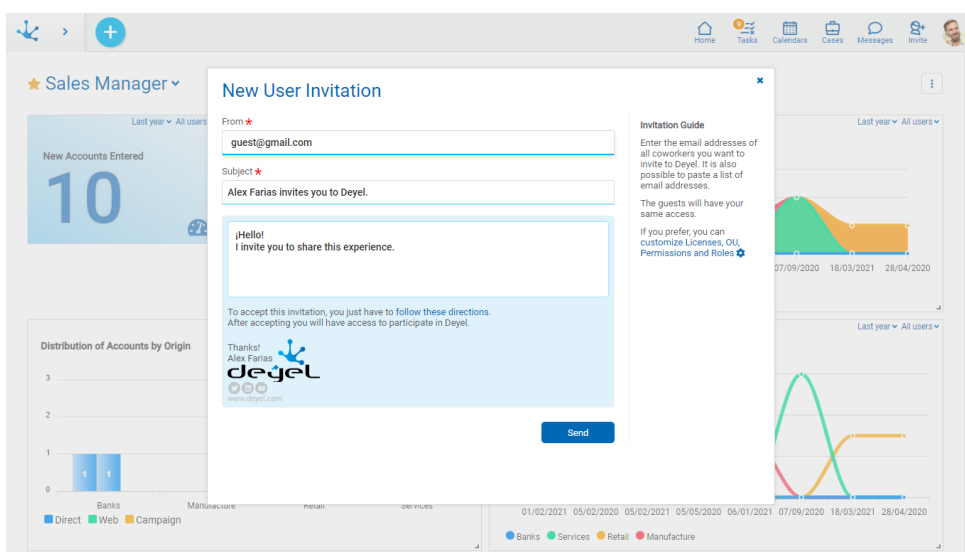 +
Home
9
Tasks
Calendars
Cases
Messages
Invite
Sales Manager
Last year All users
New Accounts Entered
10
New User Invitation
From *
guest@gmail.com
Subject *
Alex Farias invites you to Deyel.
¡Hello!
I invite you to share this experience.
To accept this invitation, you just have to follow these directions.
After accepting you will have access to participate in Deyel.
Thanks!
Alex Farias
deyel
www.deyel.com
Send
Invitation Guide
Enter the email addresses of
all coworkers you want to
invite to Deyel. It is also
possible to paste a list of
email addresses.
The guests will have your
same access.
If you prefer, you can
customize Licenses, OU,
Permissions and Roles
Last year All users
07/09/2020 18/03/2021 28/04/2020
Distribution of Accounts by Origin
3
2
1
0
1 1
Banks Manufacture Retail Services
Direct Web Campaign
Last year All users
01/02/2021 05/02/2020 05/02/2021 05/05/2020 06/01/2021 07/09/2020 18/03/2021 28/04/2020
Banks Services Retail Manufacture